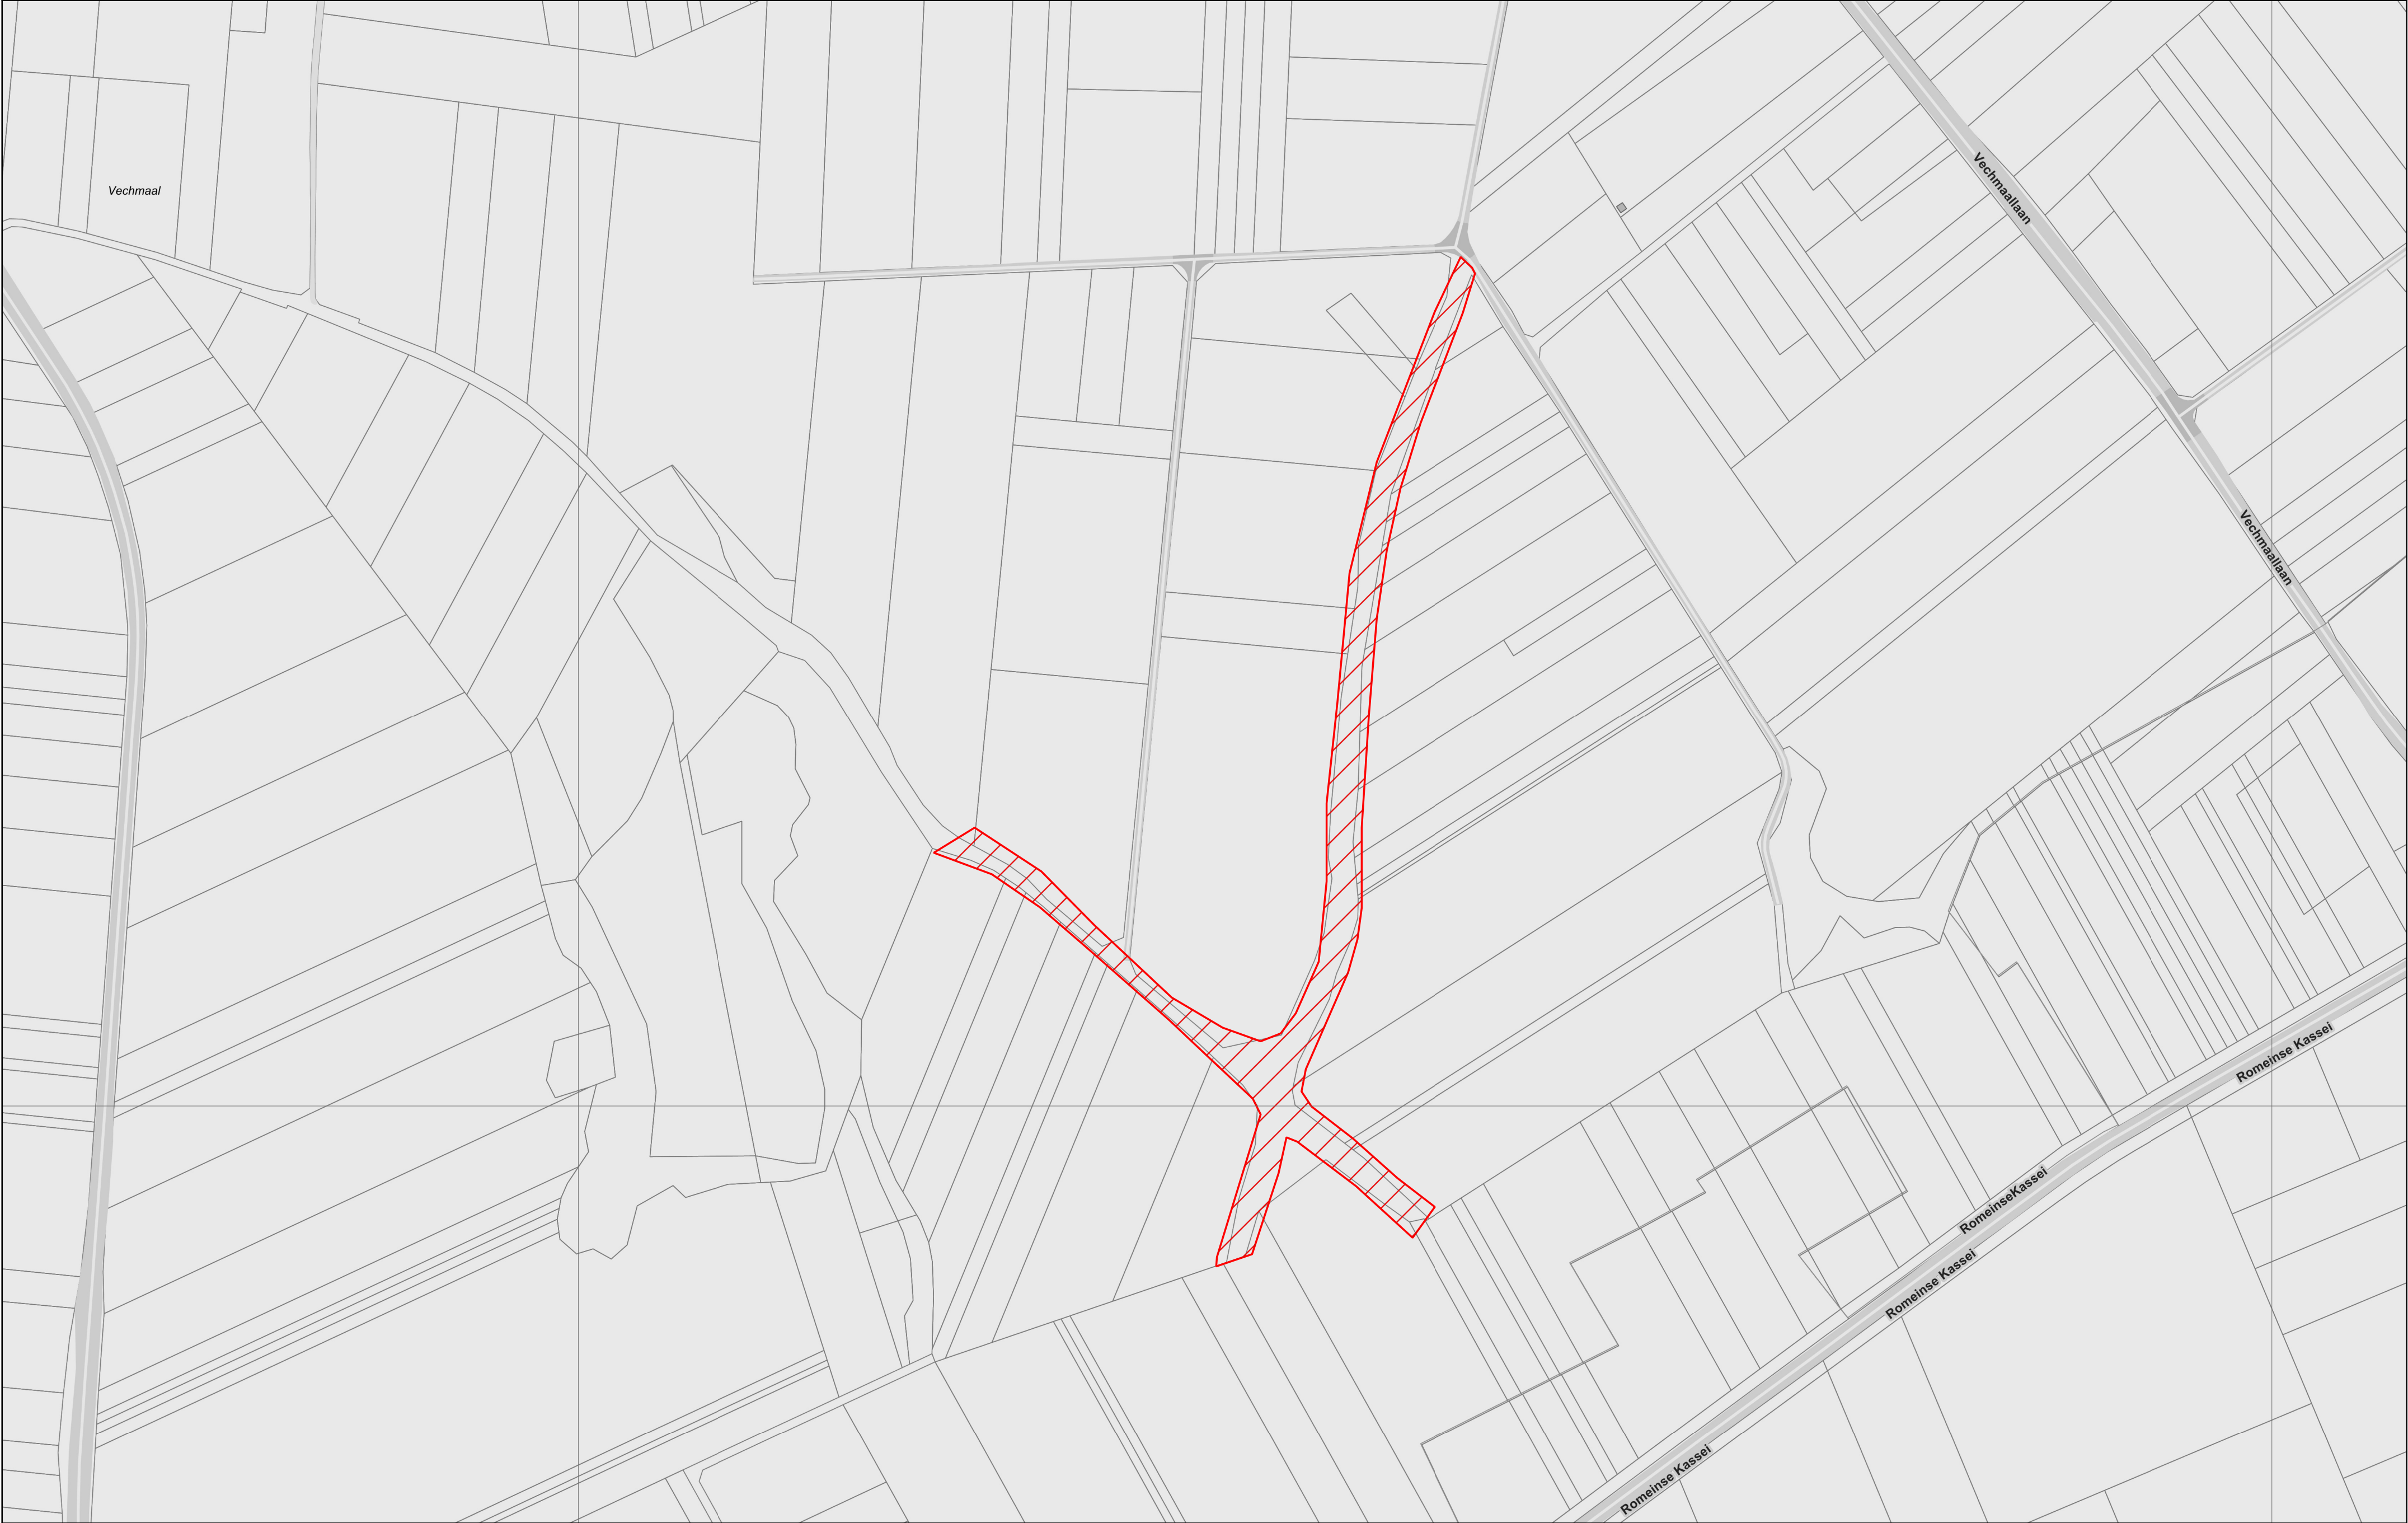 Vechmaallaan
Vechmaal
Vechmaallaan
Romeinse Kassei
RomeinseKassei
Romeinse Kassei
Romeinse Kassei